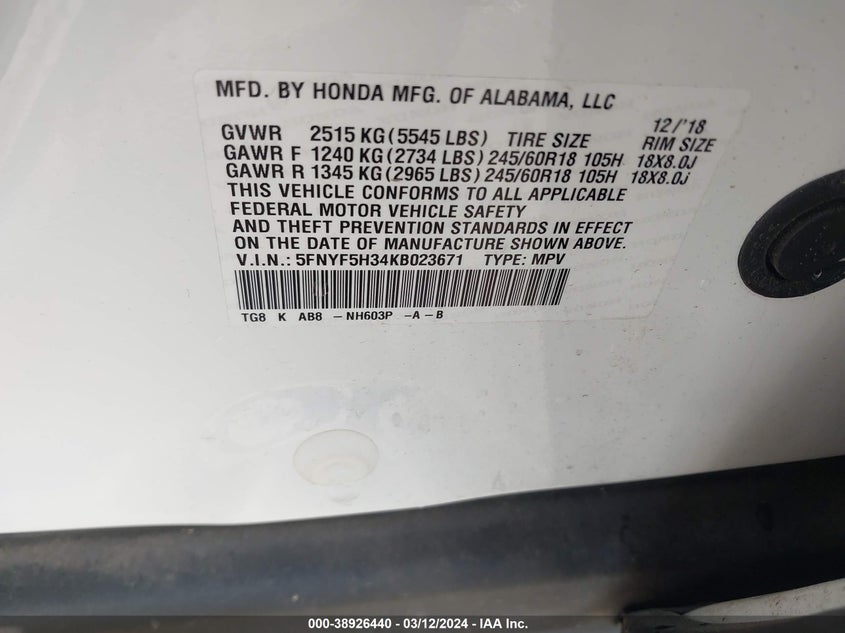 MFD. BY HONDA MFG. OF ALABAMA, LLC
12/'18
GVWR 2515 KG (5545 LBS) TIRE SIZE RIM SIZE
GAWR F 1240 KG (2734 LBS) 245/60R18 105H 18X8.0J
GAWR R 1345 KG (2965 LBS) 245/60R18 105H 18X8.0J
THIS VEHICLE CONFORMS TO ALL APPLICABLE
FEDERAL MOTOR VEHICLE SAFETY
AND THEFT PREVENTION STANDARDS IN EFFECT
ON THE DATE OF MANUFACTURE SHOWN ABOVE.
V.I.N.: 5FNYF5H34KB023671 TYPE: MPV
TG8 K AB8 -NH603P -A-B
000-38926440 - 03/12/2024 - IAA Inc.